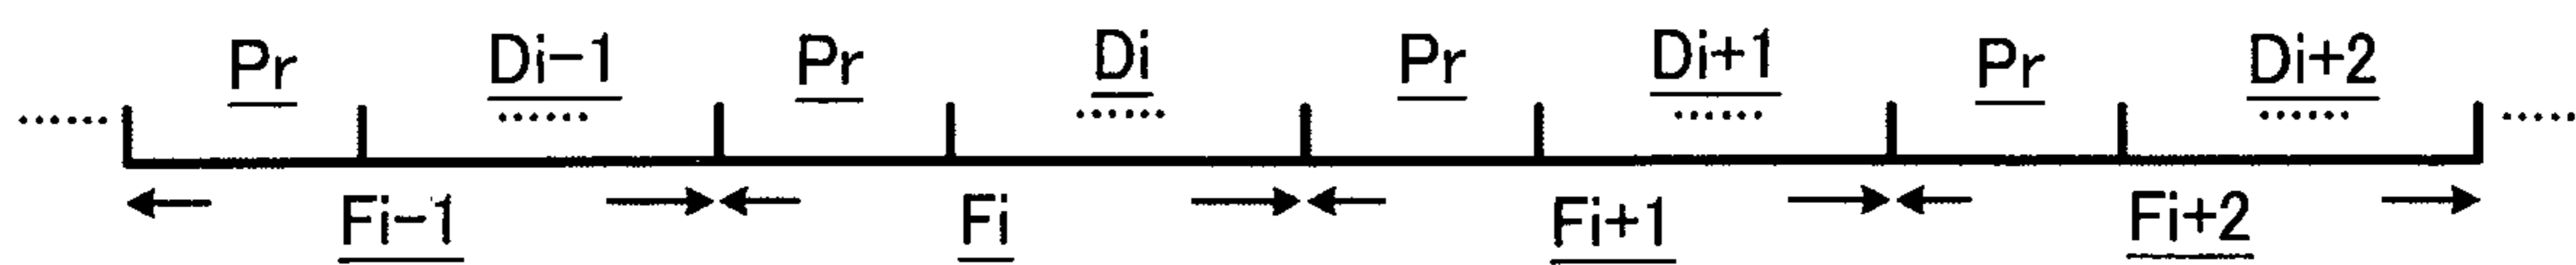 Pr Di-1 Pr Di Pr Di+1 Pr Di+2
Fi-1 Fi Fi+1 Fi+2